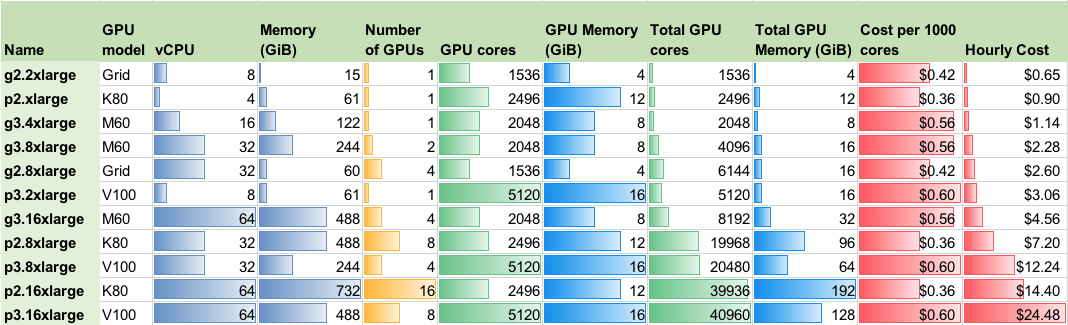 Name GPU model vCPU Memory (GiB) Number of GPUs GPU cores GPU Memory (GiB) Total GPU cores Total GPU Memory (GiB) Cost per 1000 cores Hourly Cost
g2.2xlarge Grid 8 15 1 1536 4 1536 4 $0.42 $0.65
p2.xlarge K80 4 61 1 2496 12 2496 12 $0.36 $0.90
g3.4xlarge M60 16 122 1 2048 8 2048 8 $0.56 $1.14
g3.8xlarge M60 32 244 2 2048 8 4096 16 $0.56 $2.28
g2.8xlarge Grid 32 60 4 1536 4 6144 16 $0.42 $2.60
p3.2xlarge V100 8 61 1 5120 16 5120 16 $0.60 $3.06
g3.16xlarge M60 64 488 4 2048 8 8192 32 $0.56 $4.56
p2.8xlarge K80 32 488 8 2496 12 19968 96 $0.36 $7.20
p3.8xlarge V100 32 244 4 5120 16 20480 64 $0.60 $12.24
p2.16xlarge K80 64 732 16 2496 12 39936 192 $0.36 $14.40
p3.16xlarge V100 64 488 8 5120 16 40960 128 $0.60 $24.48